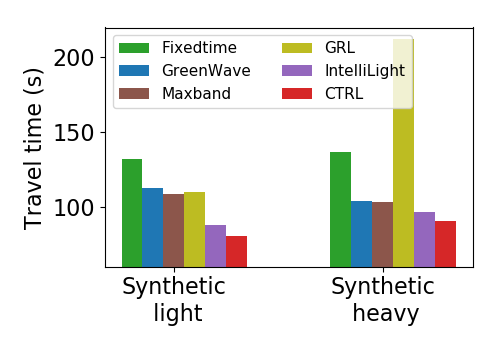 Travel time (s)
200
150
100
Fixedtime
GreenWave
Maxband
GRL
IntelliLight
CTRL
Synthetic
light
Synthetic
heavy